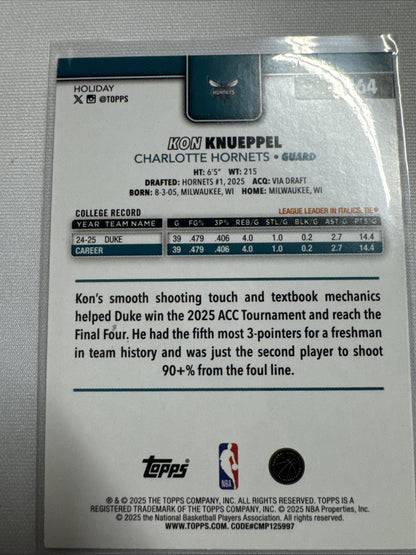 HOLIDAY
@TOPPS
HORNETS
64
KON KNUEPPEL
CHARLOTTE HORNETS • GUARD
HT: 6'5" WT: 215
DRAFTED: HORNETS #1, 2025 ACQ: VIA DRAFT
BORN: 8-3-05, MILWAUKEE, WI HOME: MILWAUKEE, WI
COLLEGE RECORD LEAGUE LEADER IN ITALICS, TIE
YEAR TEAM NAME G FG% 3P% REB/G STL/G BLK/G AST/G PTS/G
24-25 DUKE 39 .479 .406 4.0 1.0 0.2 2.7 14.4
CAREER 39 .479 .406 4.0 1.0 0.2 2.7 14.4
Kon's smooth shooting touch and textbook mechanics
helped Duke win the 2025 ACC Tournament and reach the
Final Four. He had the fifth most 3-pointers for a freshman
in team history and was just the second player to shoot
90+% from the foul line.
Topps
NBA
® & © 2025 THE TOPPS COMPANY, INC. ALL RIGHTS RESERVED. TOPPS IS A
REGISTERED TRADEMARK OF THE TOPPS COMPANY, INC. © 2025 NBA Properties, Inc.
© 2025 the National Basketball Players Association. All rights reserved.
WWW.TOPPS.COM. CODE#CMP125997